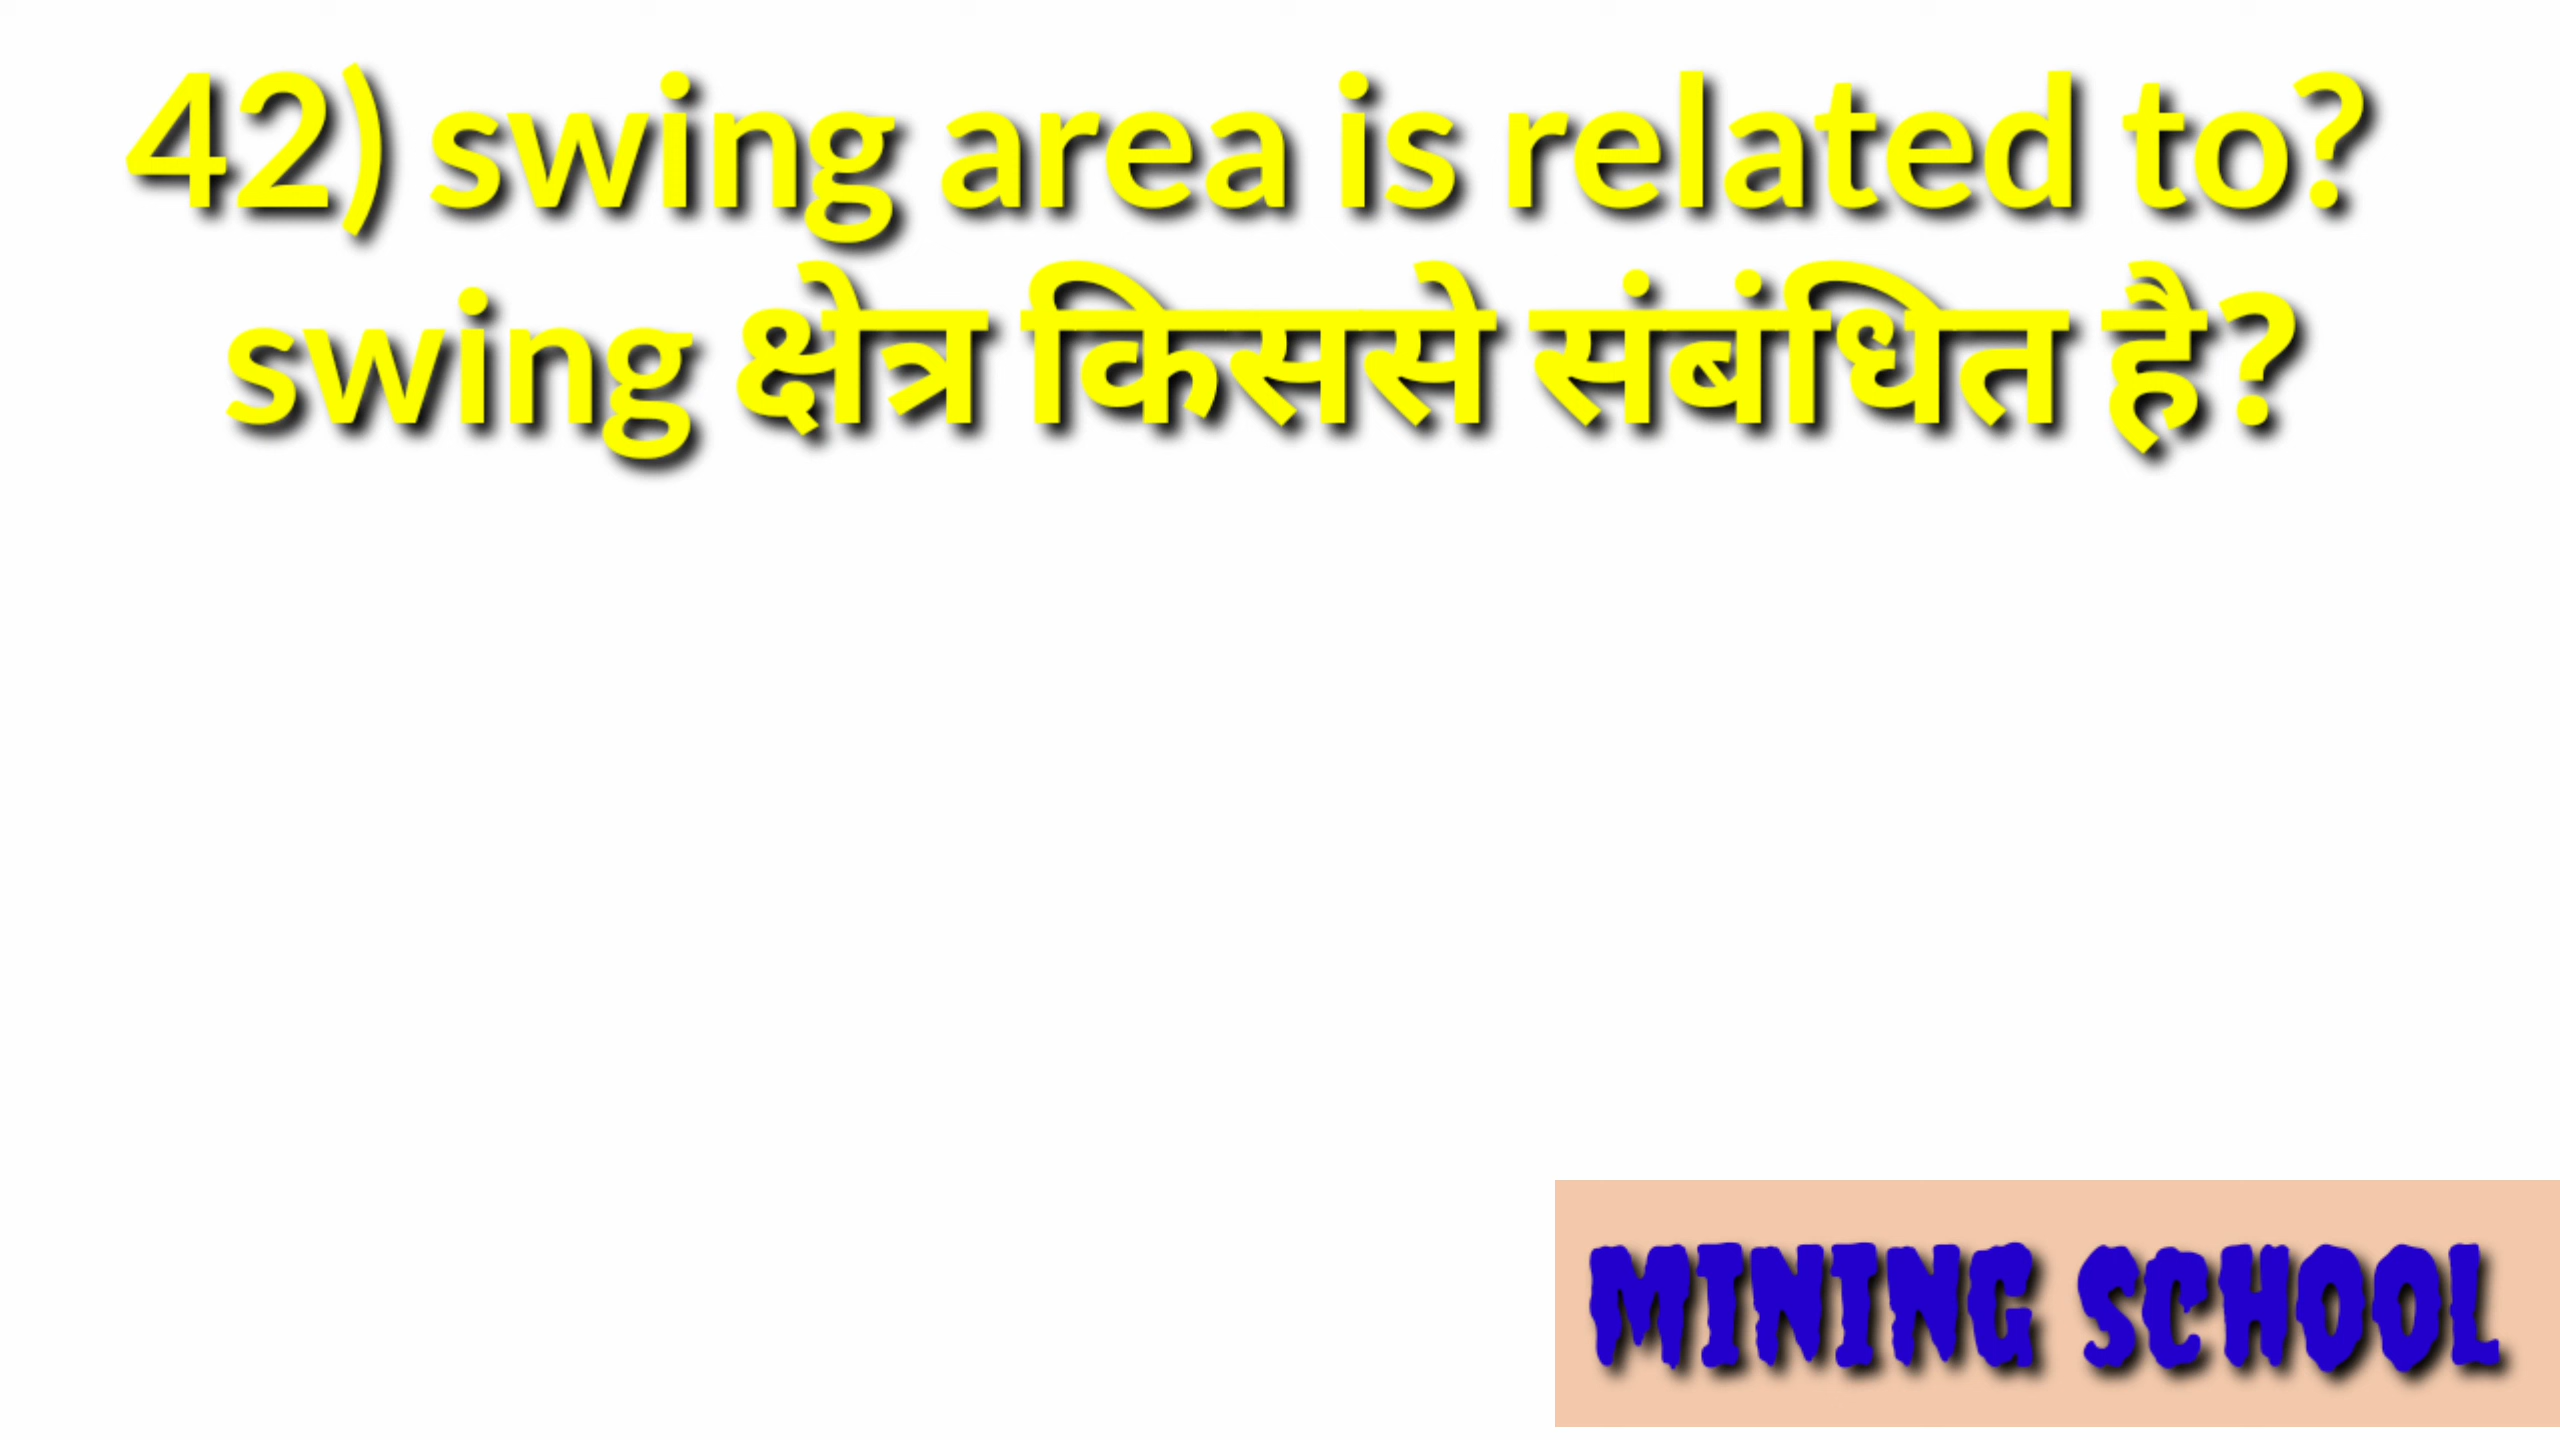 42) swing area is related to?
swing क्षेत्र किससे संबंधित है?
MINING SCHOOL